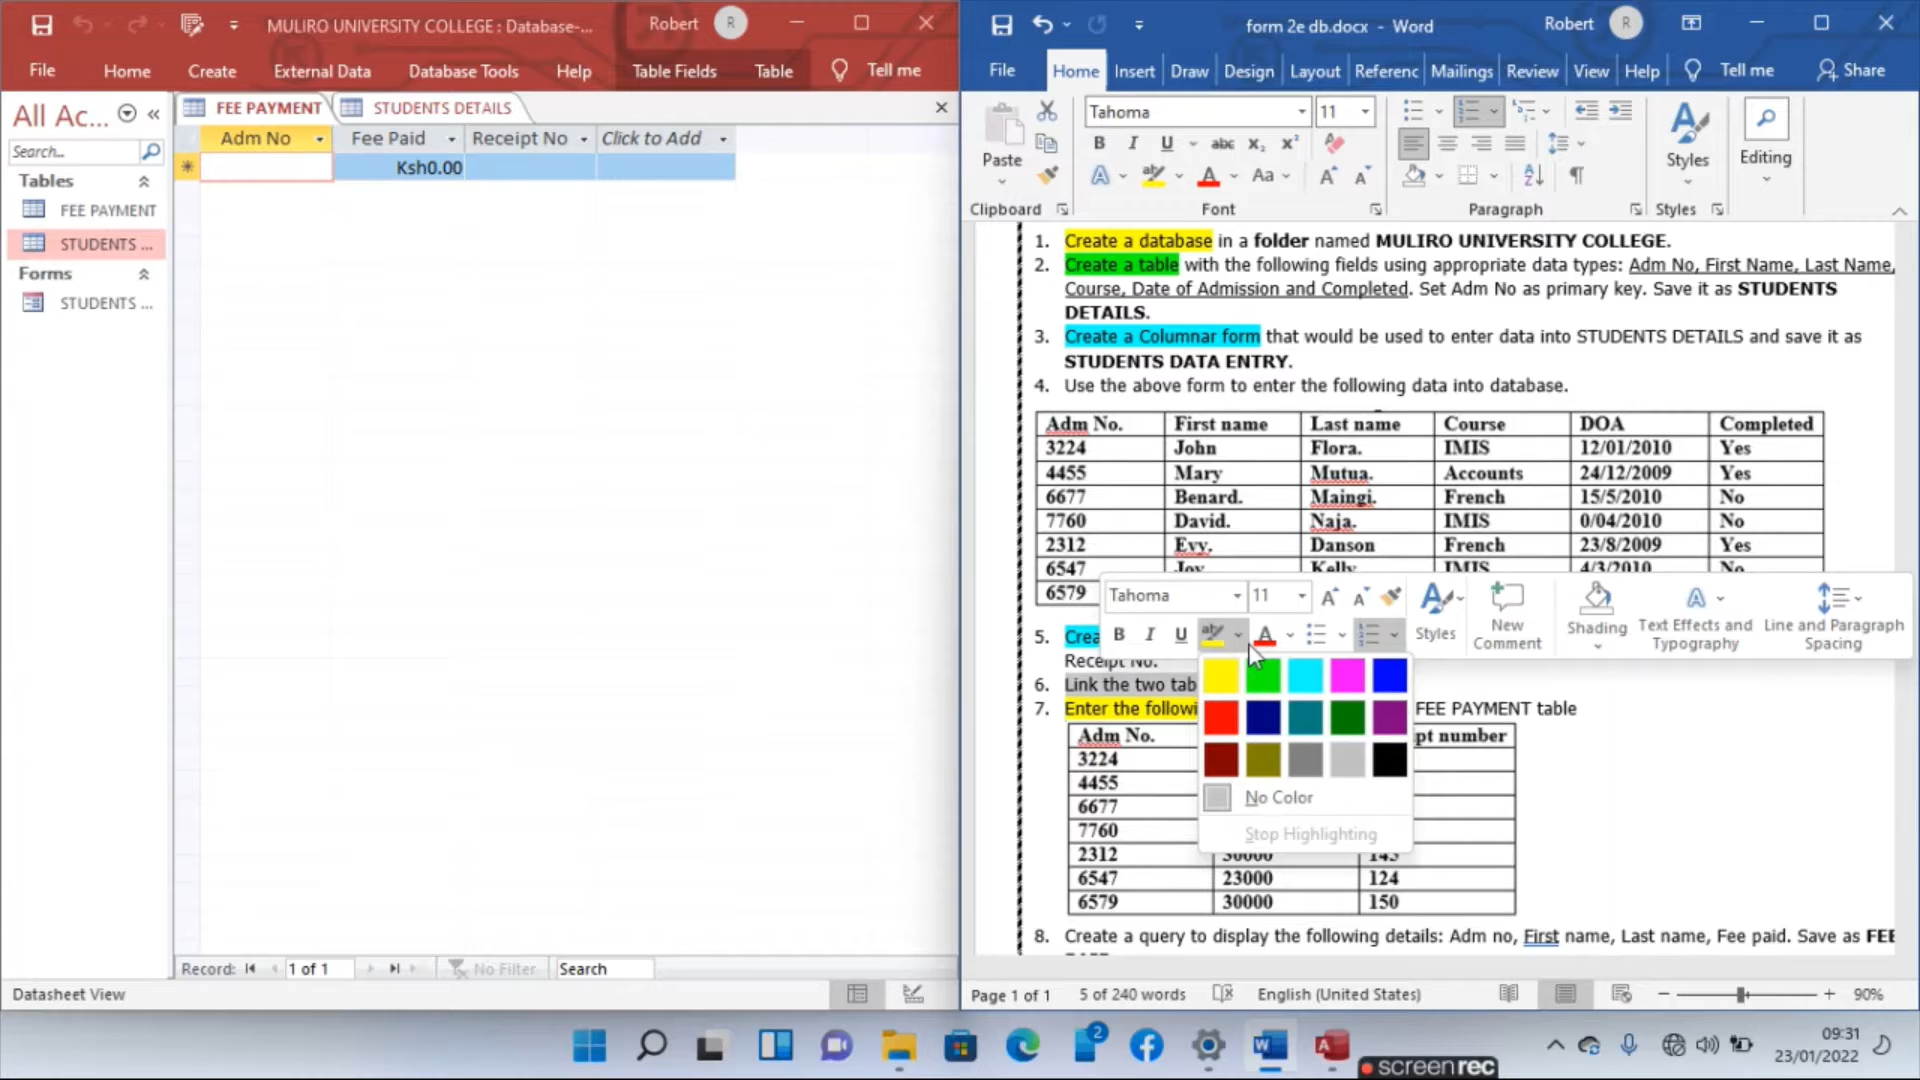 MULIRO UNIVERSITY COLLEGE : Database-...
Robert
R
File
Home
Create
External Data
Database Tools
Help
Table Fields
Table
Tell me
All Ac...
Search...
Tables
FEE PAYMENT
STUDENTS ...
Forms
STUDENTS ...
FEE PAYMENT
STUDENTS DETAILS
Adm No Fee Paid Receipt No Click to Add
Ksh0.00
Record: 1 of 1 No Filter Search
Datasheet View
form 2e db.docx - Word
Robert
R
File Home Insert Draw Design Layout Referenc Mailings Review View Help Tell me Share
Paste
Clipboard
Tahoma 11
Font
Paragraph
Styles
Styles
Editing
1. Create a database in a folder named MULIRO UNIVERSITY COLLEGE.
2. Create a table with the following fields using appropriate data types: Adm No, First Name, Last Name,
Course, Date of Admission and Completed. Set Adm No as primary key. Save it as STUDENTS
DETAILS.
3. Create a Columnar form that would be used to enter data into STUDENTS DETAILS and save it as
STUDENTS DATA ENTRY.
4. Use the above form to enter the following data into database.
Adm No. First name Last name Course DOA Completed
3224 John Flora. IMIS 12/01/2010 Yes
4455 Mary Mutua. Accounts 24/12/2009 Yes
6677 Benard. Maingi. French 15/5/2010 No
7760 David. Naja. IMIS 0/04/2010 No
2312 Evy. Danson French 23/8/2009 Yes
6547 Joy Kelly IMIS 4/3/2010 No
6579
Tahoma 11
B I U
Styles
New Comment
Shading
Text Effects and Typography
Line and Paragraph Spacing
No Color
Stop Highlighting
5. Crea
Receipt No.
6. Link the two tab
7. Enter the followi FEE PAYMENT table
Adm No. pt number
3224
4455
6677
7760
2312 30000 145
6547 23000 124
6579 30000 150
8. Create a query to display the following details: Adm no, First name, Last name, Fee paid. Save as FEE
Page 1 of 1 5 of 240 words English (United States) 90%
2
09:31
23/01/2022
screenrec